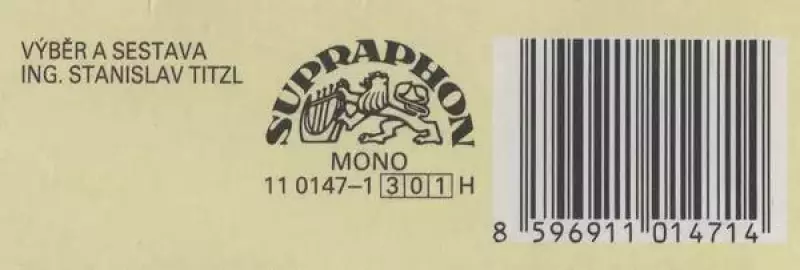 VÝBĚR A SESTAVA
ING. STANISLAV TITZL
SUPRAPHON
MONO
11 0147–1 301 H
8 596911 014714